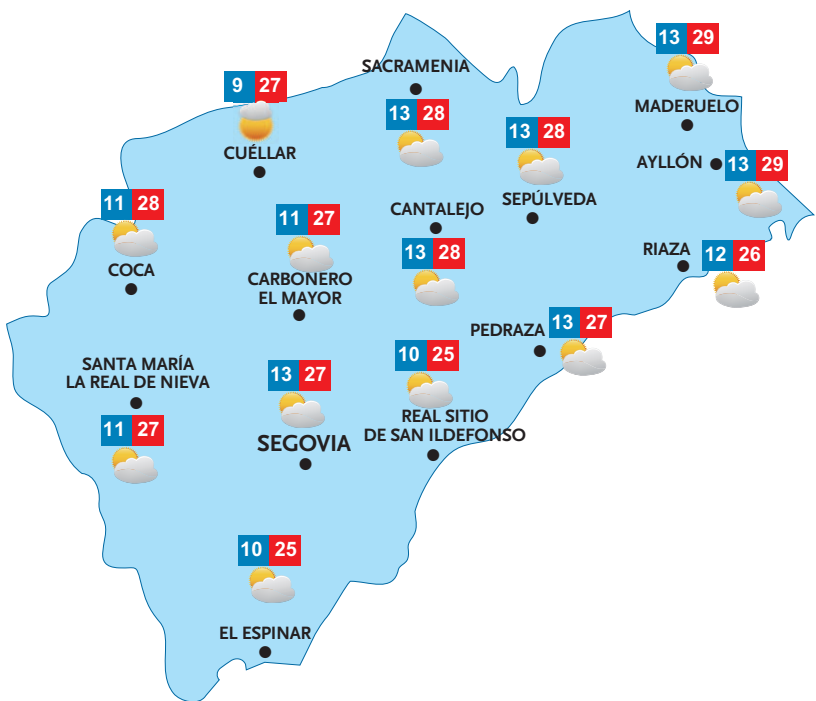 13 29
MADERUELO
SACRAMENIA
13 28
9 27
CUÉLLAR
13 28
SEPÚLVEDA
AYLLÓN
13 29
11 28
COCA
11 27
CARBONERO
EL MAYOR
CANTALEJO
13 28
RIAZA
12 26
PEDRAZA
13 27
SANTA MARÍA
LA REAL DE NIEVA
11 27
13 27
SEGOVIA
10 25
REAL SITIO
DE SAN ILDEFONSO
10 25
EL ESPINAR